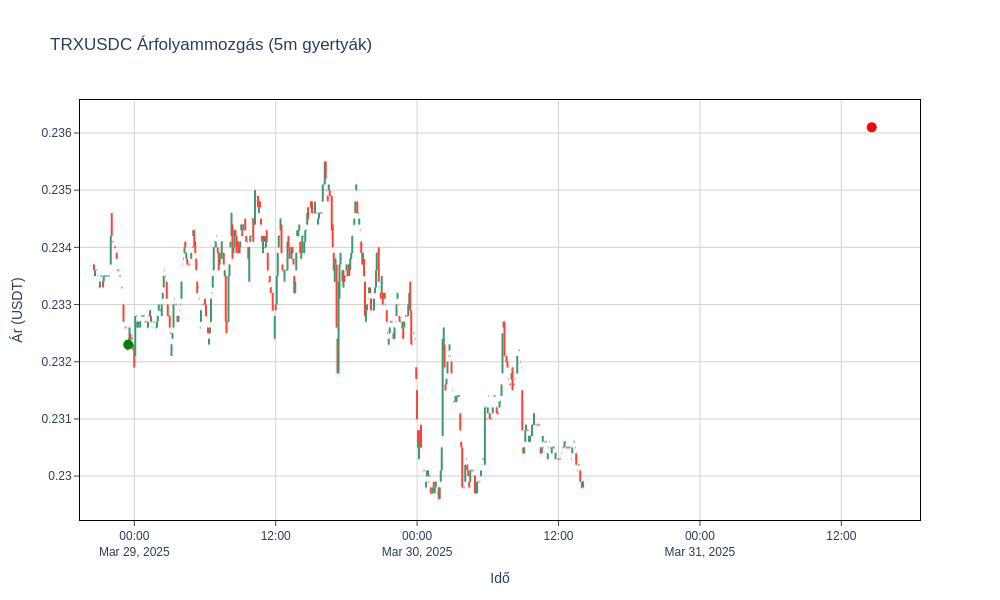 TRXUSDC Árfolyammozgás (5m gyertyák)
Ár (USDT)
0.236
0.235
0.234
0.233
0.232
0.231
0.23
00:00 12:00 00:00 12:00 00:00 12:00
Mar 29, 2025 Mar 30, 2025 Mar 31, 2025
Idő